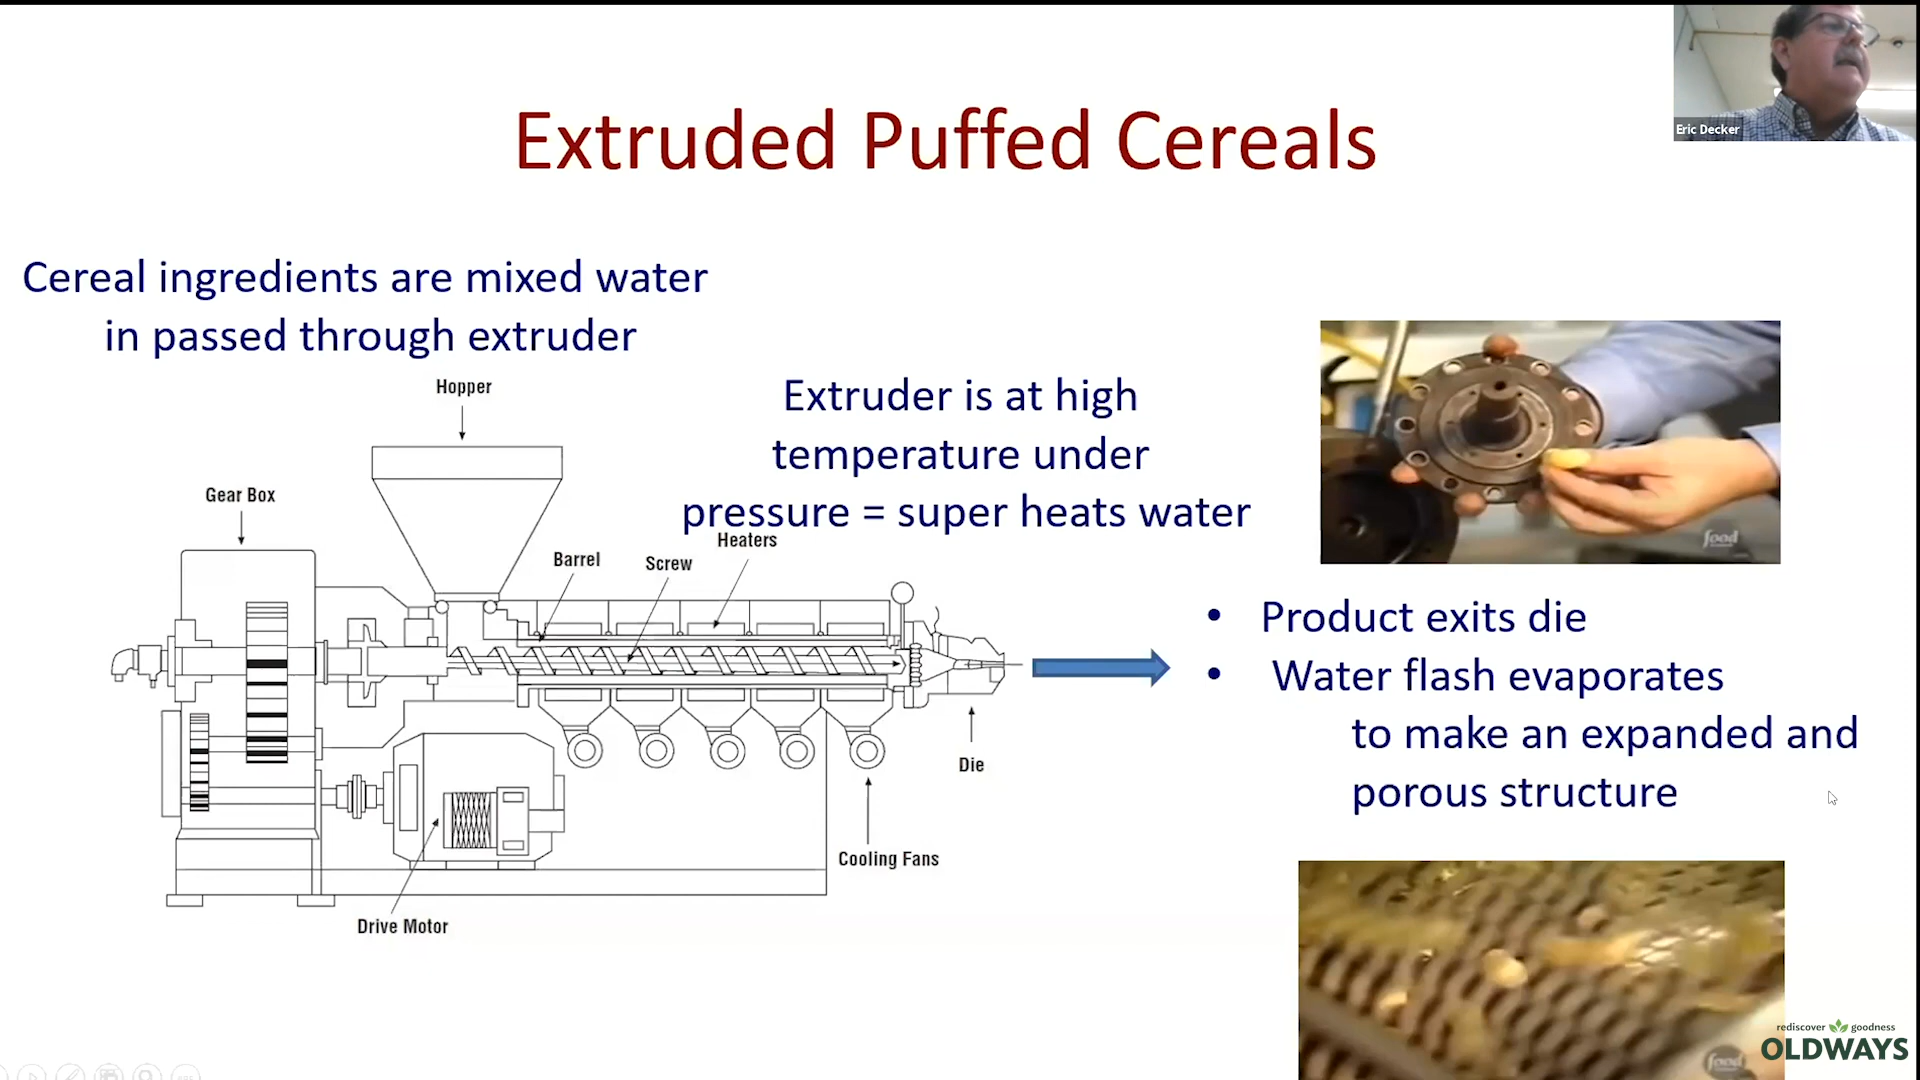 Eric Decker
Extruded Puffed Cereals
Cereal ingredients are mixed water
in passed through extruder
Hopper
Extruder is at high
temperature under
pressure = super heats water
Gear Box
Barrel
Screw
Heaters
Die
Cooling Fans
Drive Motor
food
• Product exits die
• Water flash evaporates
to make an expanded and
porous structure
food
rediscover goodness
OLDWAYS